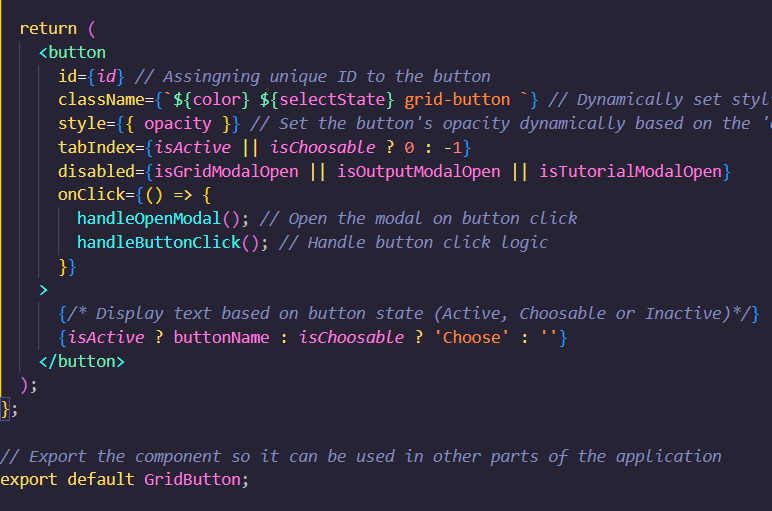 return (
<button
id={id} // Assingning unique ID to the button
className={`${color} ${selectState} grid-button `} // Dynamically set
style={{ opacity }} // Set the button's opacity dynamically based on the
tabIndex={isActive || isChoosable ? 0 : -1}
disabled={isGridModalOpen || isOutputModalOpen || isTutorialModalOpen}
onClick={() => {
handleOpenModal(); // Open the modal on button click
handleButtonClick(); // Handle button click logic
}}
>
{/* Display text based on button state (Active, Choosable or Inactive)*/}
{isActive ? buttonName : isChoosable ? 'Choose' : ''}
</button>
);
};
// Export the component so it can be used in other parts of the application
export default GridButton;